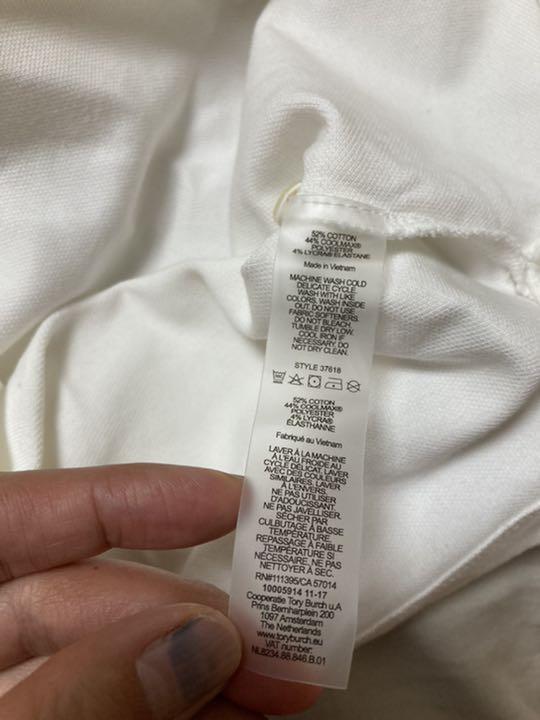 52% COTTON
44% COOLMAX®
POLYESTER
4% LYCRA® ELASTANE
Made in Vietnam
MACHINE WASH COLD
DELICATE CYCLE.
WASH WITH LIKE
COLORS, WASH INSIDE
OUT. DO NOT USE
FABRIC SOFTENERS.
DO NOT BLEACH.
TUMBLE DRY LOW.
COOL IRON IF
NECESSARY. DO
NOT DRY CLEAN.
STYLE 37618
52% COTTON
44% COOLMAX®
POLYESTER
4% LYCRA®
ÉLASTHANNE
Fabriqué au Vietnam
LAVER À LA MACHINE
À L'EAU FROIDE AU
CYCLE DÉLICAT. LAVER
AVEC DES COULEURS
SIMILAIRES, LAVER
À L'ENVERS.
NE PAS UTILISER
D'ADOUCISSANT.
NE PAS JAVELLISER.
SÉCHER PAR
CULBUTAGE À BASSE
TEMPÉRATURE.
REPASSAGE À FAIBLE
TEMPÉRATURE SI
NÉCESSAIRE. NE PAS
NETTOYER À SEC.
RN#111395/CA 57014
10005914 11-17
Cooperatie Tory Burch u.A
Prins Bernharplein 200
1097 Amsterdam
The Netherlands
www.toryburch.com
VAT number:
NL8234.88.846.B.01